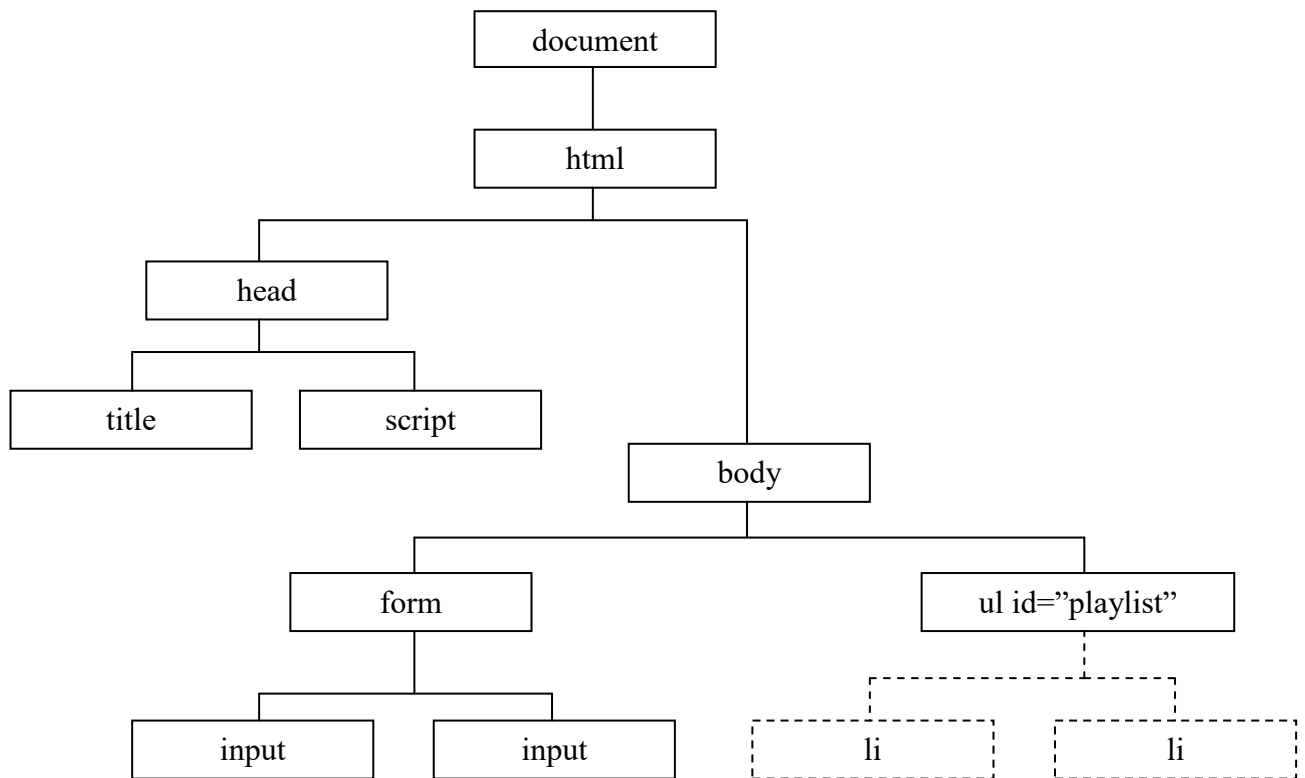 document
html
head
title
script
body
form
ul id=”playlist”
input
input
li
li